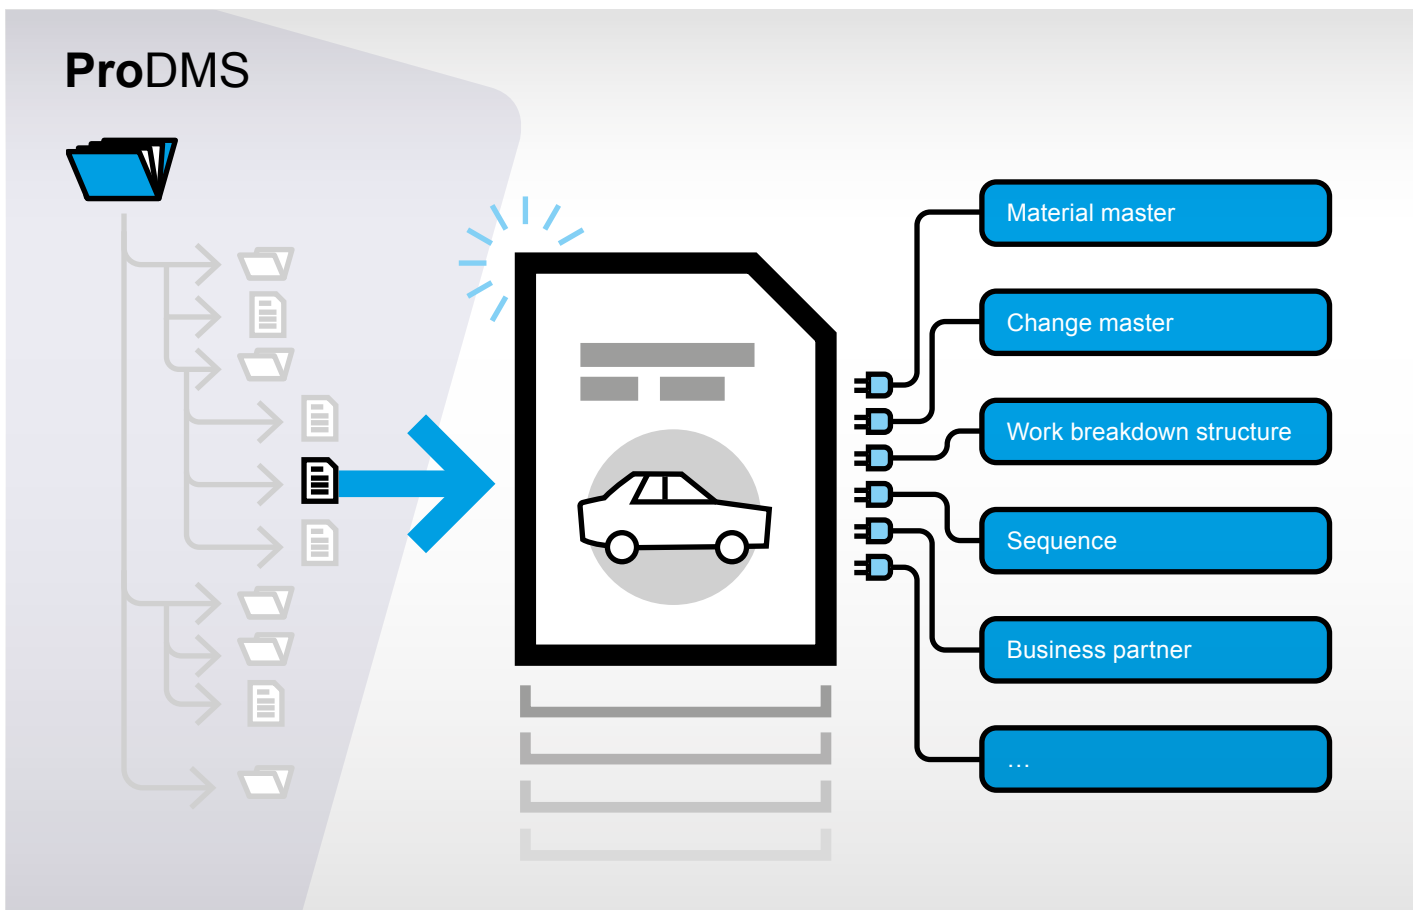 ProDMS
Material master
Change master
Work breakdown structure
Sequence
Business partner
…